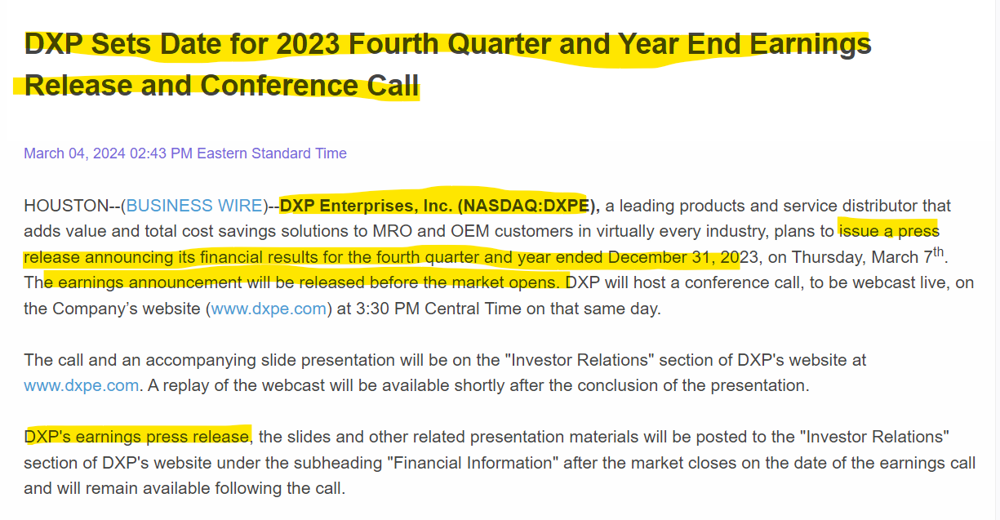 DXP Sets Date for 2023 Fourth Quarter and Year End Earnings
Release and Conference Call
March 04, 2024 02:43 PM Eastern Standard Time
HOUSTON--(BUSINESS WIRE)--DXP Enterprises, Inc. (NASDAQ:DXPE), a leading products and service distributor that
adds value and total cost savings solutions to MRO and OEM customers in virtually every industry, plans to issue a press
release announcing its financial results for the fourth quarter and year ended December 31, 2023, on Thursday, March 7th.
The earnings announcement will be released before the market opens. DXP will host a conference call, to be webcast live, on
the Company’s website (www.dxpe.com) at 3:30 PM Central Time on that same day.
The call and an accompanying slide presentation will be on the "Investor Relations" section of DXP's website at
www.dxpe.com. A replay of the webcast will be available shortly after the conclusion of the presentation.
DXP's earnings press release, the slides and other related presentation materials will be posted to the "Investor Relations"
section of DXP's website under the subheading "Financial Information" after the market closes on the date of the earnings call
and will remain available following the call.